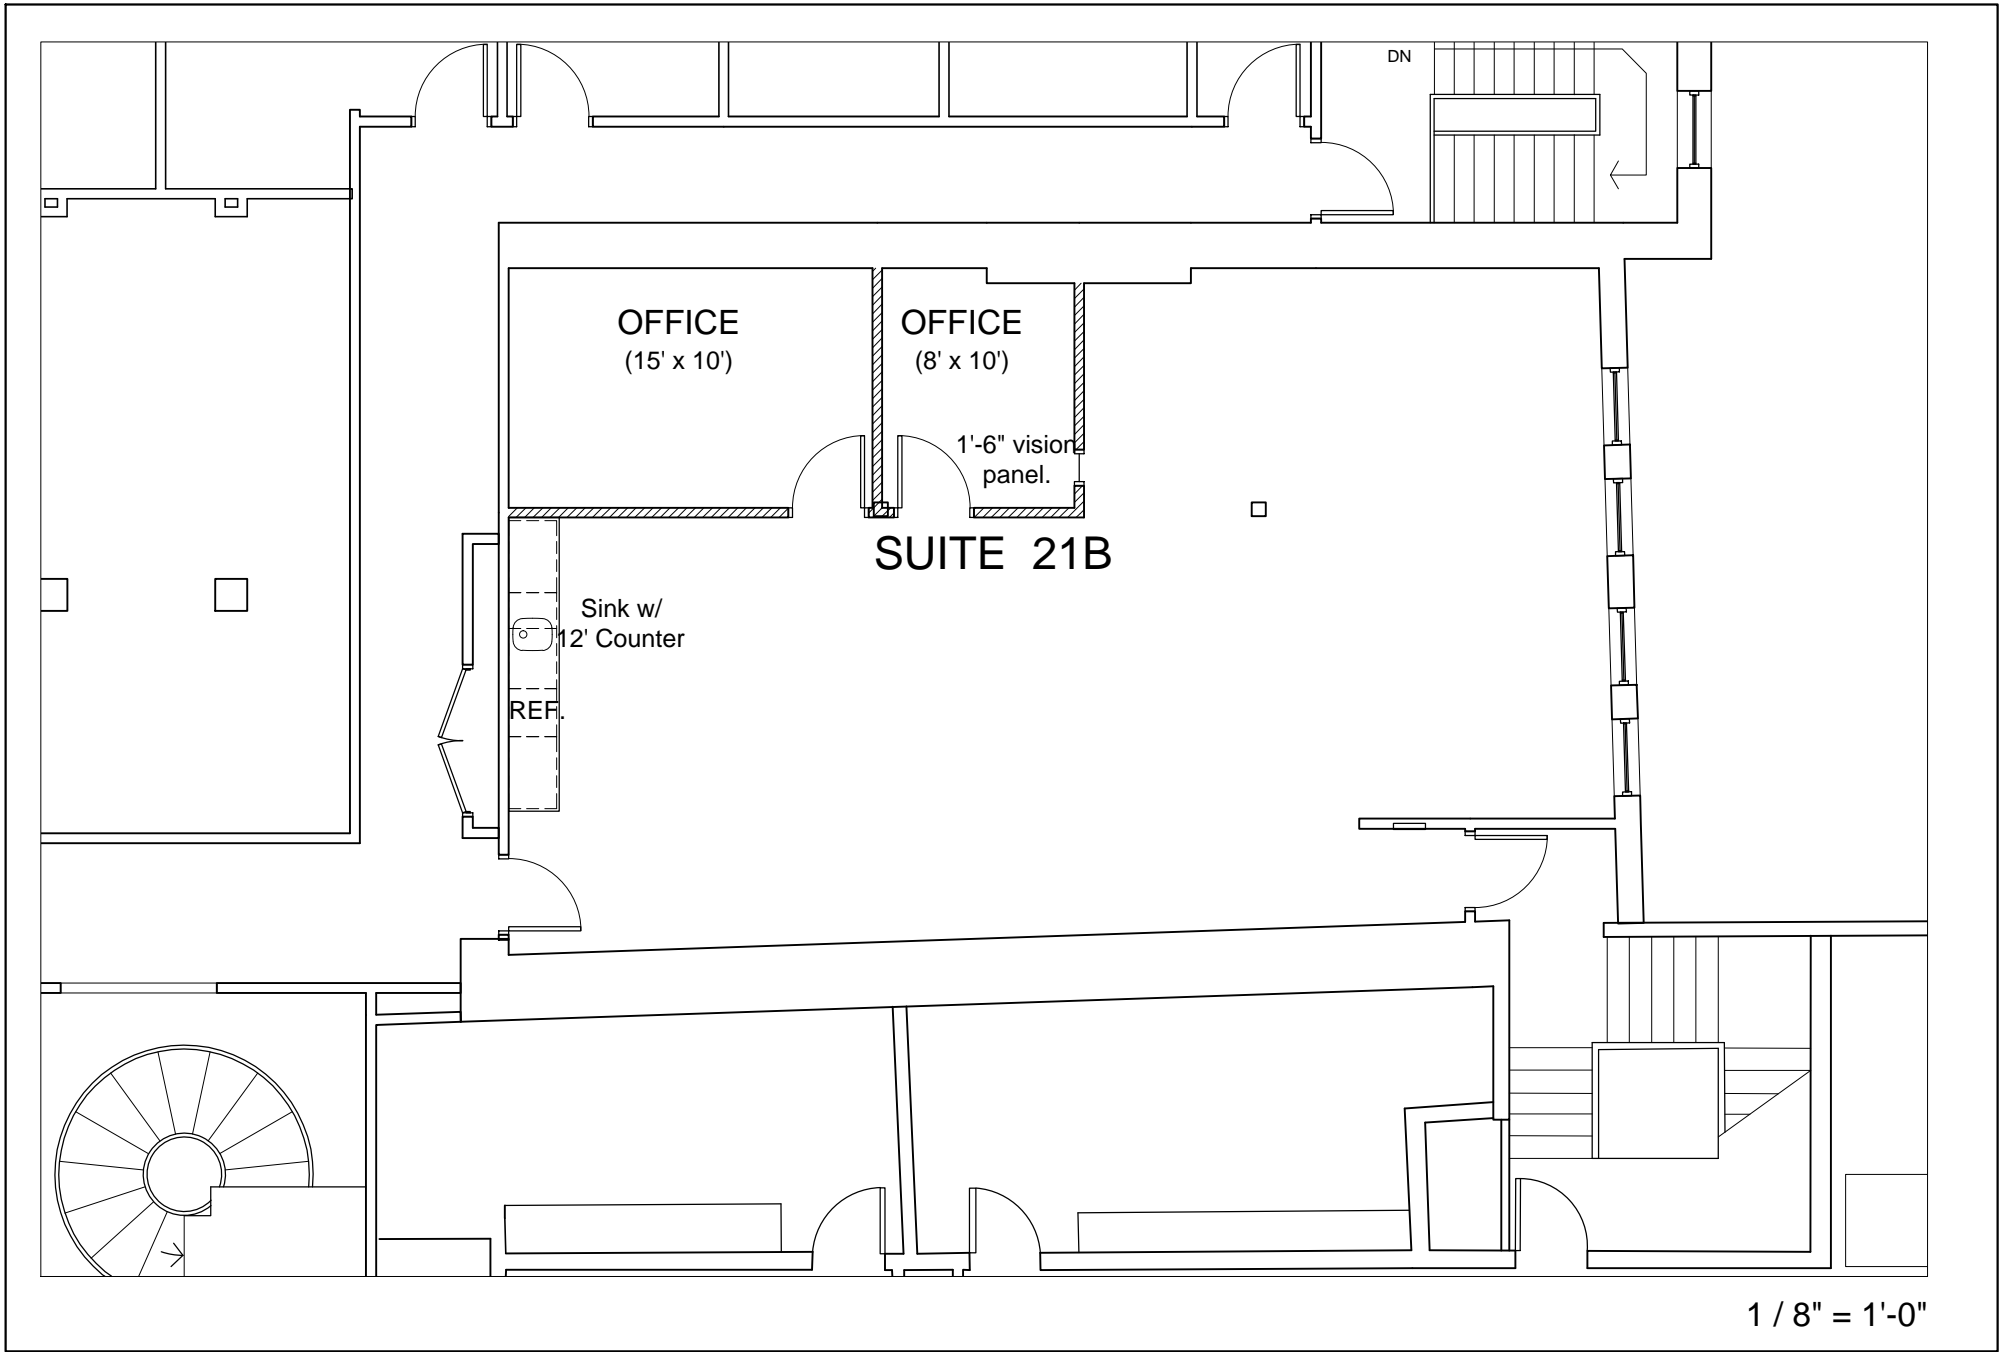 DN
OFFICE
(15' x 10')
OFFICE
(8' x 10')
1'-6" vision
panel.
SUITE 21B
Sink w/
12' Counter
REF.
1 / 8" = 1'-0"